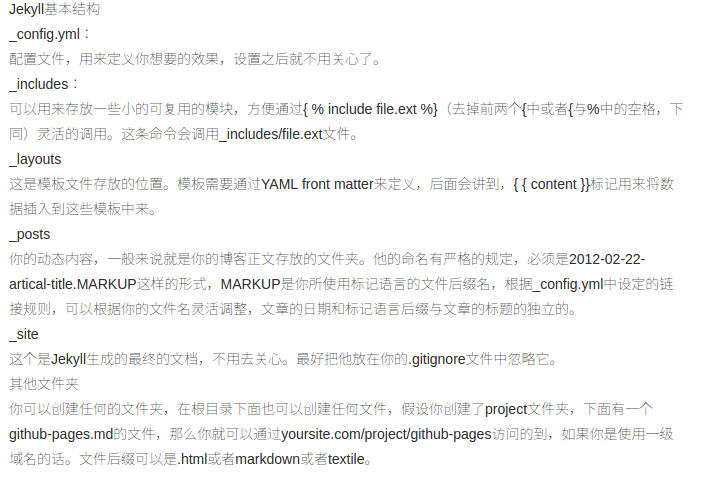 Jekyll基本结构
_config.yml：
配置文件，用来定义你想要的效果，设置之后就不用关心了。
_includes：
可以用来存放一些小的可复用的模块，方便通过{ % include file.ext %}（去掉前两个{中或者{与%中的空格，下
同）灵活的调用。这条命令会调用_includes/file.ext文件。
_layouts
这是模板文件存放的位置。模板需要通过YAML front matter来定义，后面会讲到，{ { content }}标记用来将数
据插入到这些模板中来。
_posts
你的动态内容，一般来说就是你的博客正文存放的文件夹。他的命名有严格的规定，必须是2012-02-22-
artical-title.MARKUP这样的形式，MARKUP是你所使用标记语言的文件后缀名，根据_config.yml中设定的链
接规则，可以根据你的文件名灵活调整，文章的日期和标记语言后缀与文章的标题的独立的。
_site
这个是Jekyll生成的最终的文档，不用去关心。最好把他放在你的.gitignore文件中忽略它。
其他文件夹
你可以创建任何的文件夹，在根目录下面也可以创建任何文件，假设你创建了project文件夹，下面有一个
github-pages.md的文件，那么你就可以通过yoursite.com/project/github-pages访问的到，如果你是使用一级
域名的话。文件后缀可以是.html或者markdown或者textile。